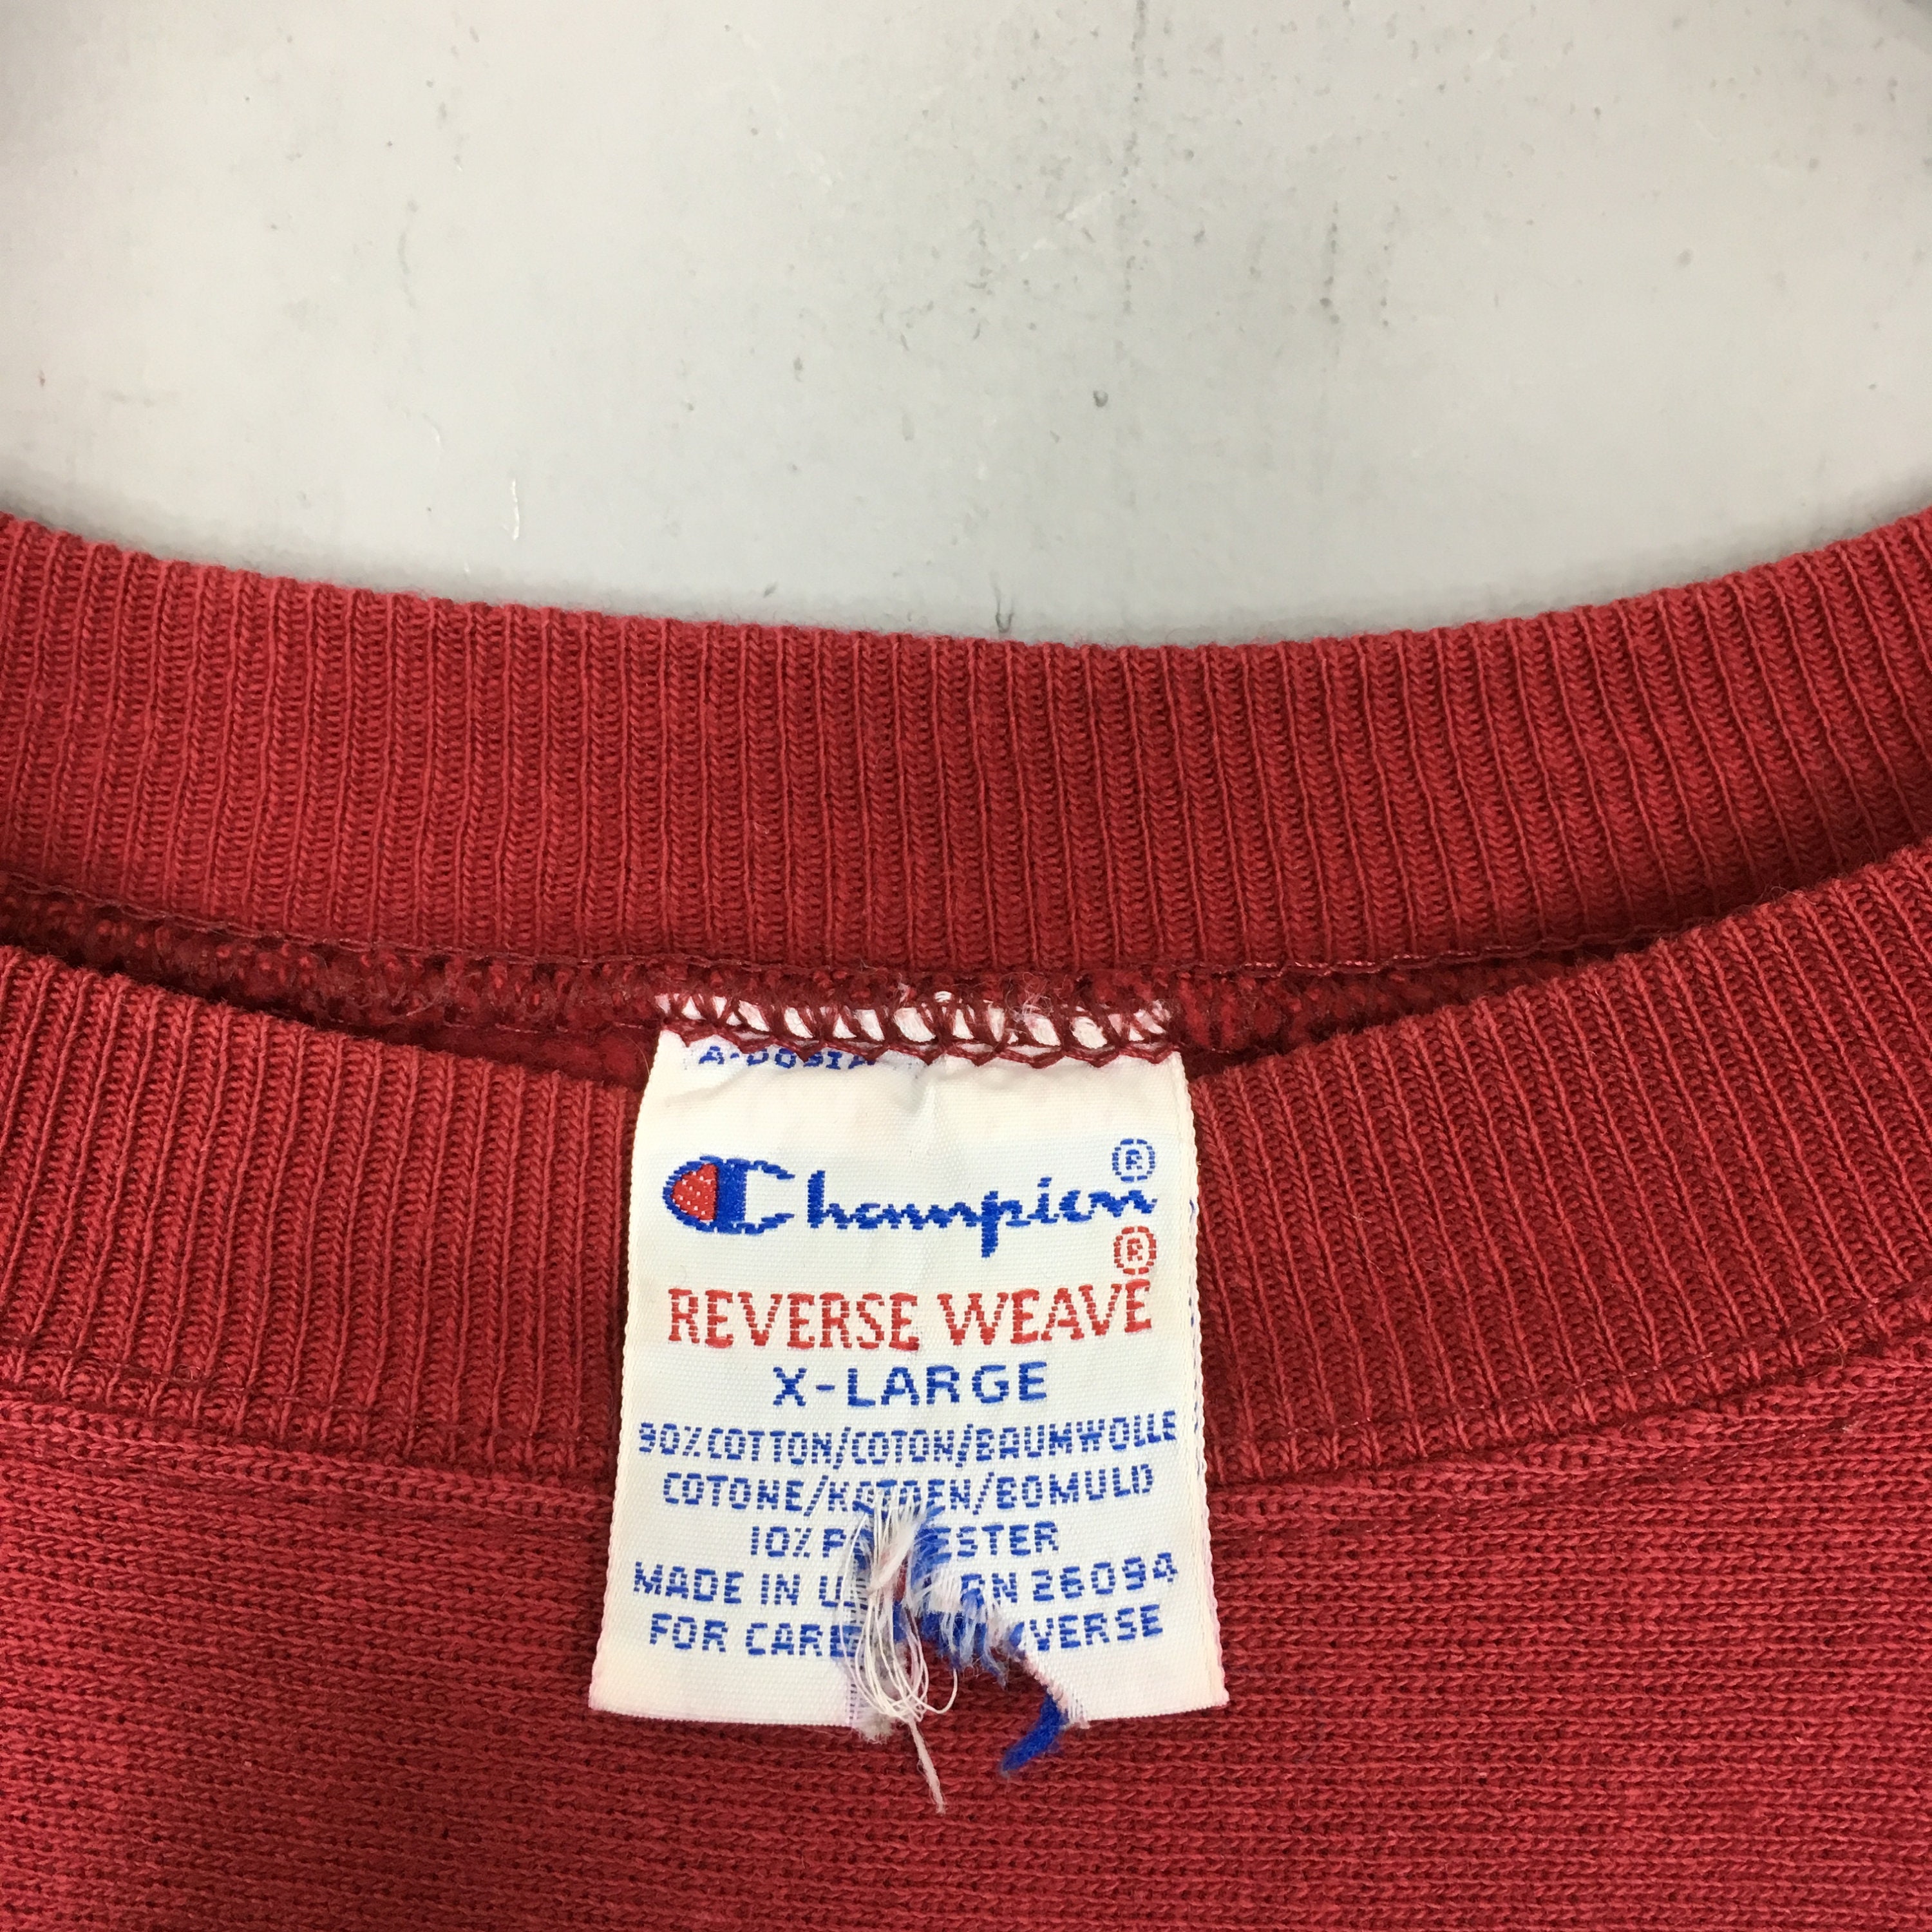 Champion®
REVERSE WEAVE®
X-LARGE
90% COTTON/COTON/BAUMWOLLE
COTONE/KATOEN/BOMULD
10% P ESTER
MADE IN U RN 26094
FOR CARE VERSE